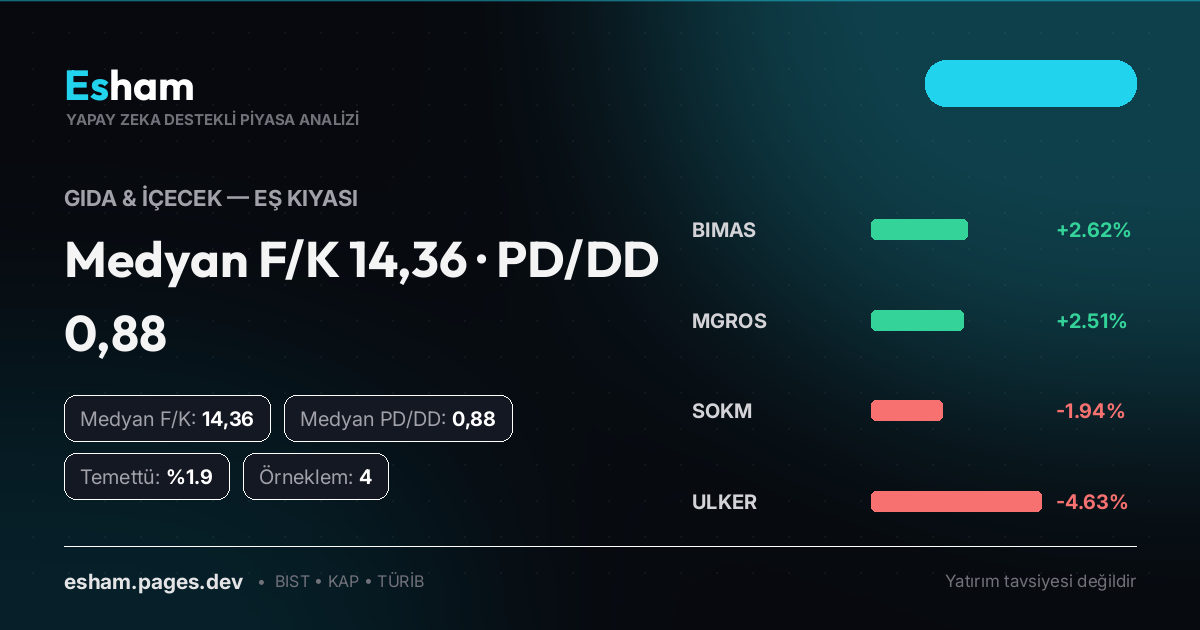 Esham
YAPAY ZEKA DESTEKLİ PİYASA ANALİZİ
GIDA & İÇECEK — EŞ KIYASI
Medyan F/K 14,36 · PD/DD
0,88
Medyan F/K: 14,36
Medyan PD/DD: 0,88
Temettü: %1.9
Örneklem: 4
BIMAS +2.62%
MGROS +2.51%
SOKM -1.94%
ULKER -4.63%
esham.pages.dev • BIST • KAP • TÜRİB
Yatırım tavsiyesi değildir